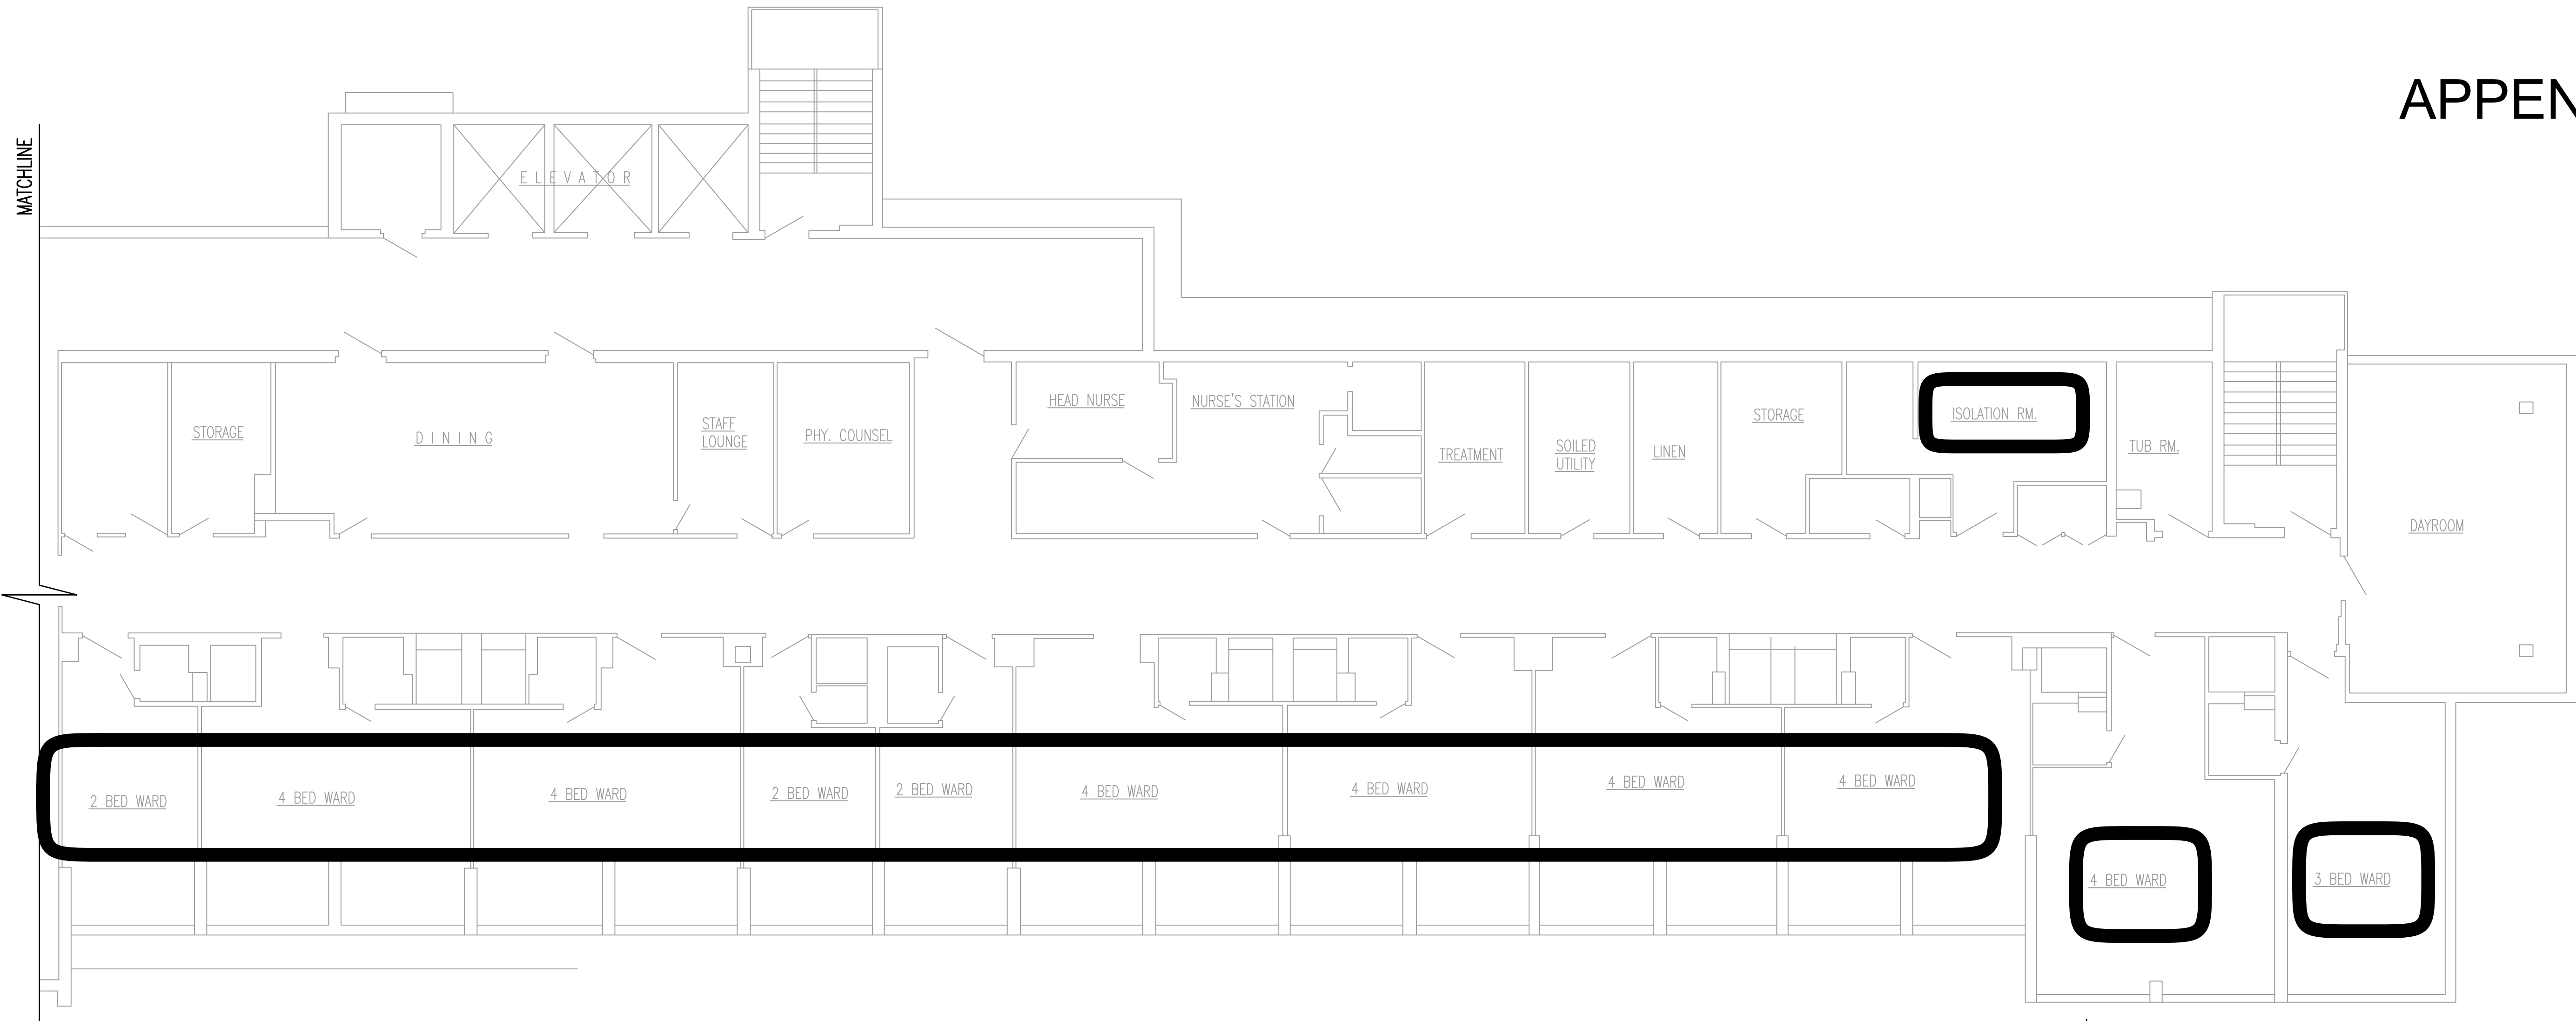 APPEN
MATCHLINE
ELEVATOR
STORAGE
DINING
STAFF
LOUNGE
PHY. COUNSEL
HEAD NURSE
NURSE'S STATION
TREATMENT
SOILED
UTILITY
LINEN
STORAGE
ISOLATION RM.
TUB RM.
DAYROOM
2 BED WARD
4 BED WARD
4 BED WARD
2 BED WARD
2 BED WARD
4 BED WARD
4 BED WARD
4 BED WARD
4 BED WARD
4 BED WARD
3 BED WARD